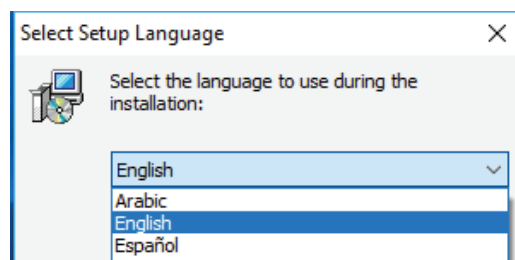 Select Setup Language
Select the language to use during the
installation:
English
Arabic
English
Español